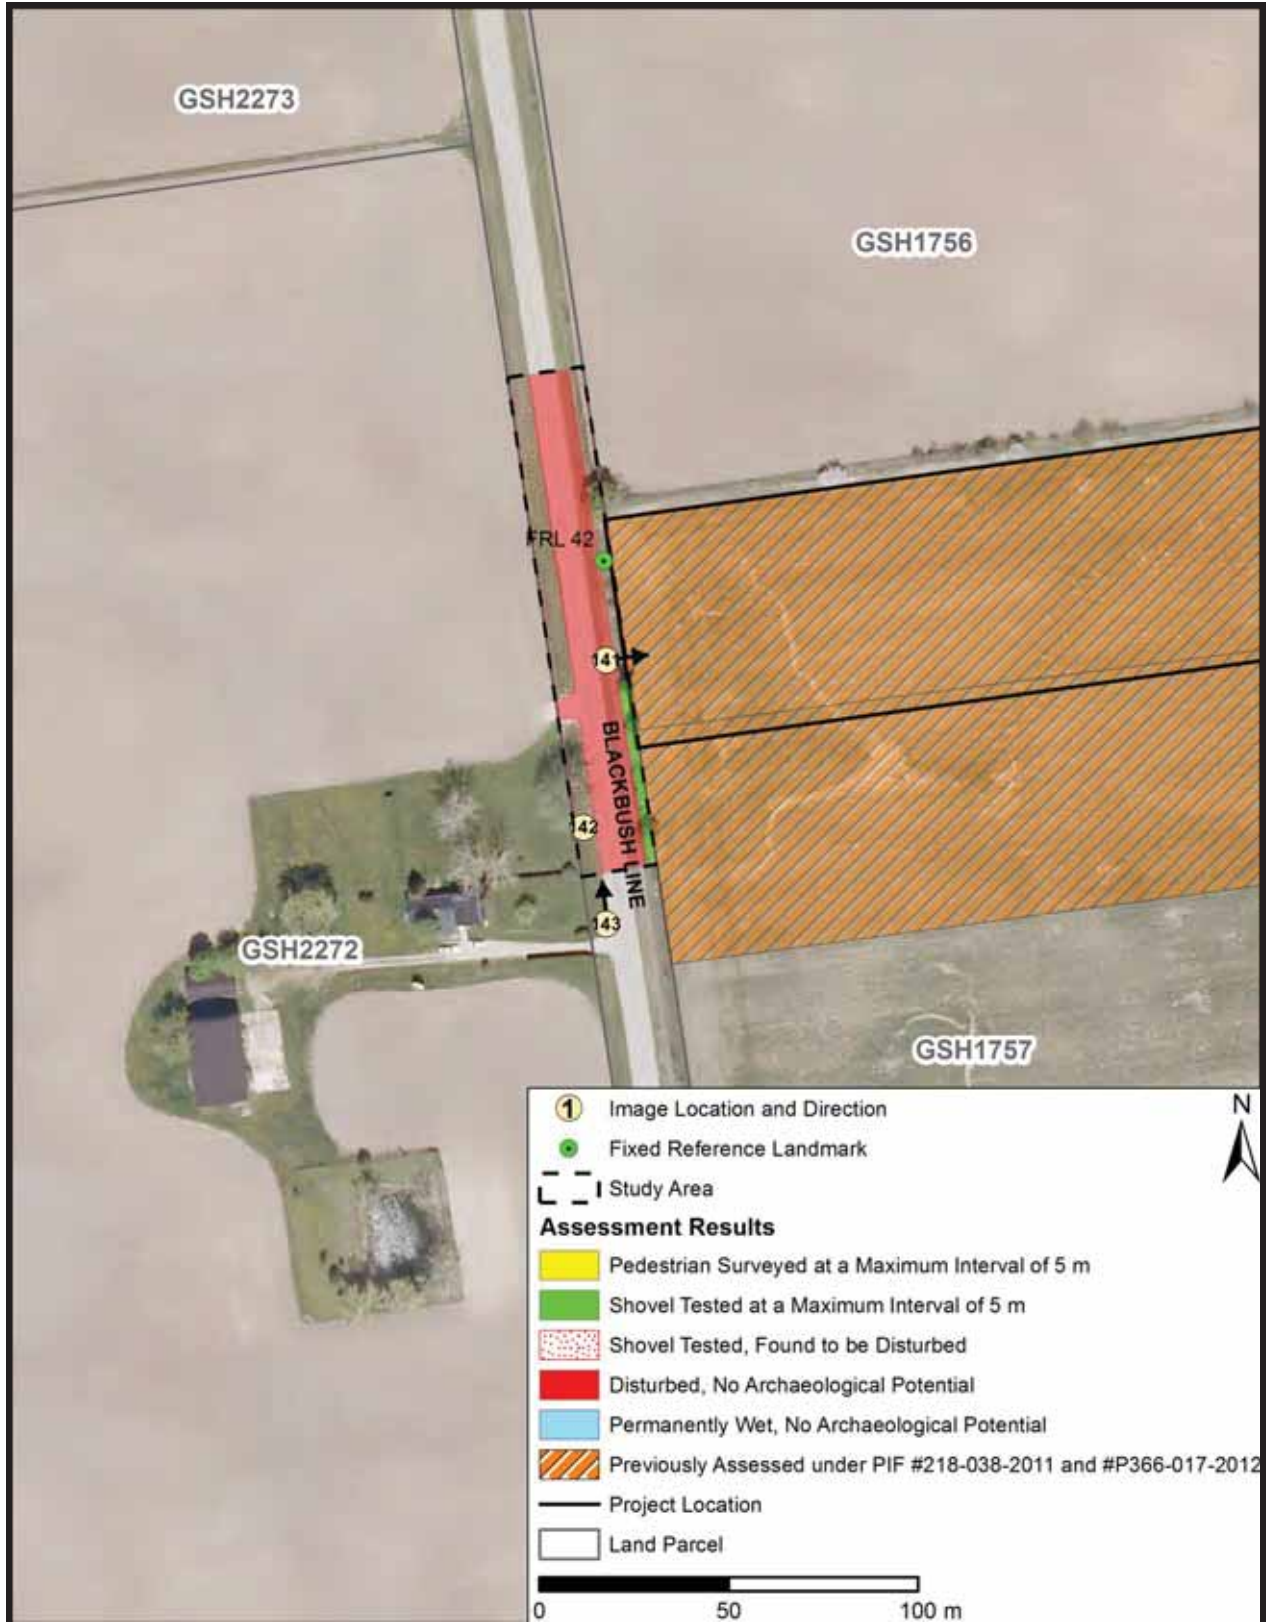 GSH2273
GSH1756
FRL 42
141
BLACKBUSH LINE
142
143
GSH2272
GSH1757
N
1 Image Location and Direction
Fixed Reference Landmark
Study Area
Assessment Results
Pedestrian Surveyed at a Maximum Interval of 5 m
Shovel Tested at a Maximum Interval of 5 m
Shovel Tested, Found to be Disturbed
Disturbed, No Archaeological Potential
Permanently Wet, No Archaeological Potential
Previously Assessed under PIF #218-038-2011 and #P366-017-2012
Project Location
Land Parcel
0 50 100 m